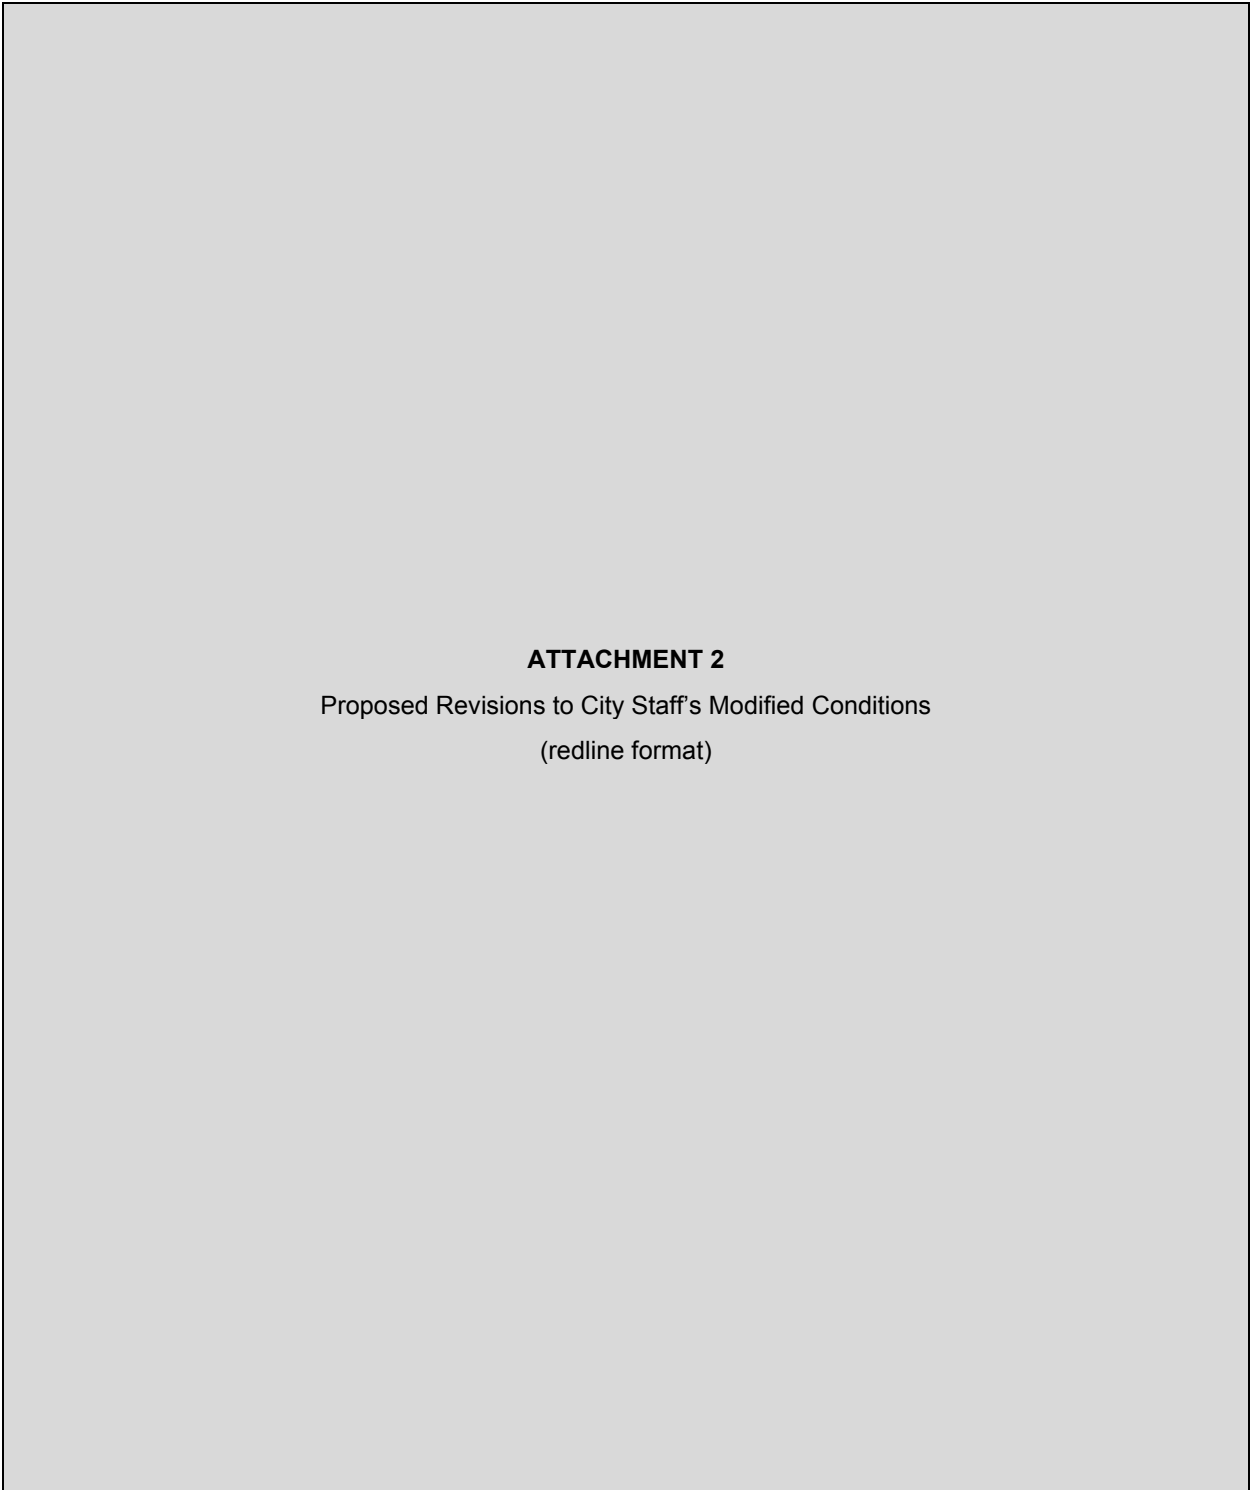 ATTACHMENT 2
Proposed Revisions to City Staff’s Modified Conditions
(redline format)